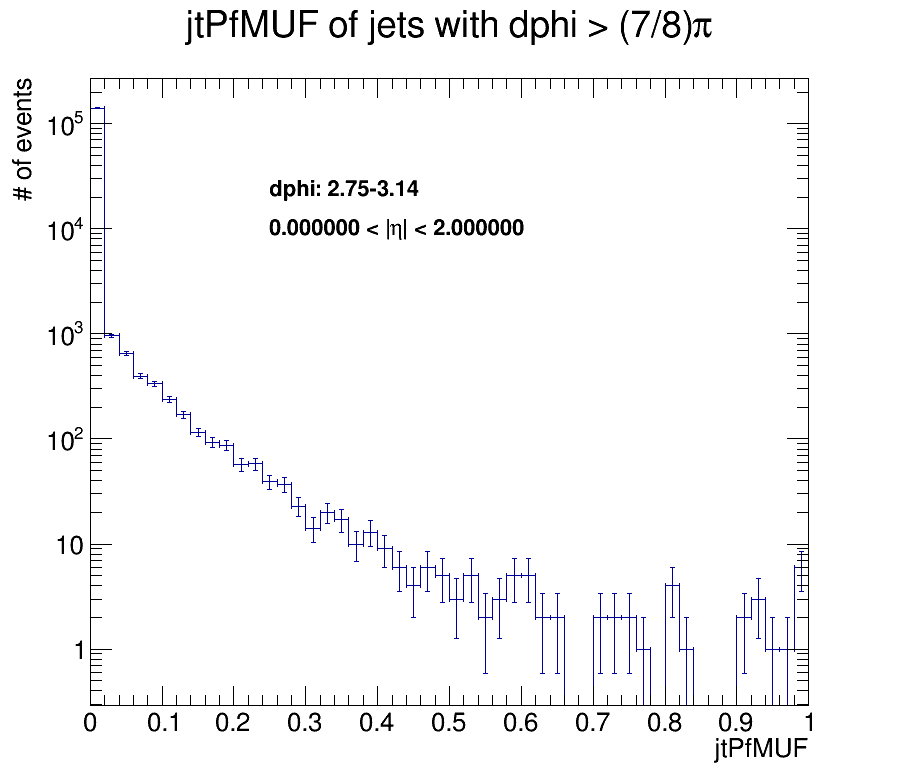 jtPfMUF of jets with dphi > (7/8)π
# of events
10⁵
10⁴
10³
10²
10
1
dphi: 2.75-3.14
0.000000 < |η| < 2.000000
0 0.1 0.2 0.3 0.4 0.5 0.6 0.7 0.8 0.9 1
jtPfMUF